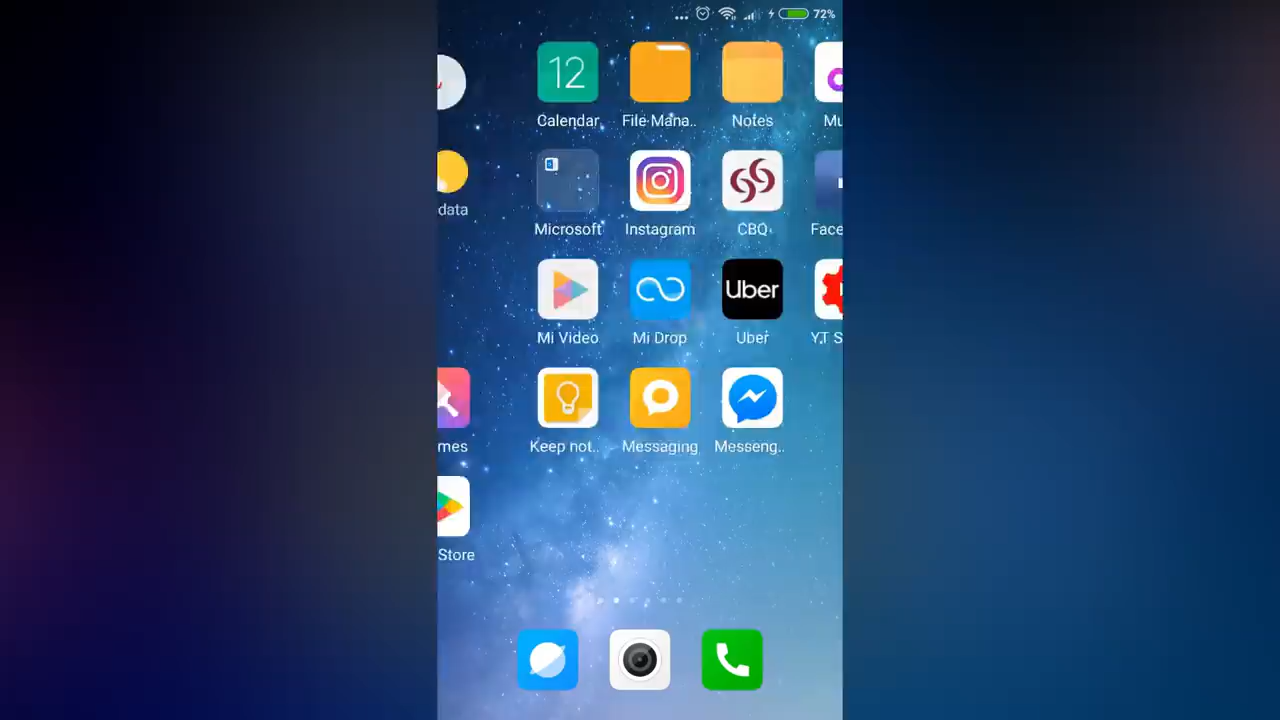 72%
12
Calendar
File Mana..
Notes
Mu
data
Microsoft
Instagram
CBQ
Face
Uber
Mi Video
Mi Drop
Uber
YT S
mes
Keep not..
Messaging
Messeng..
Store